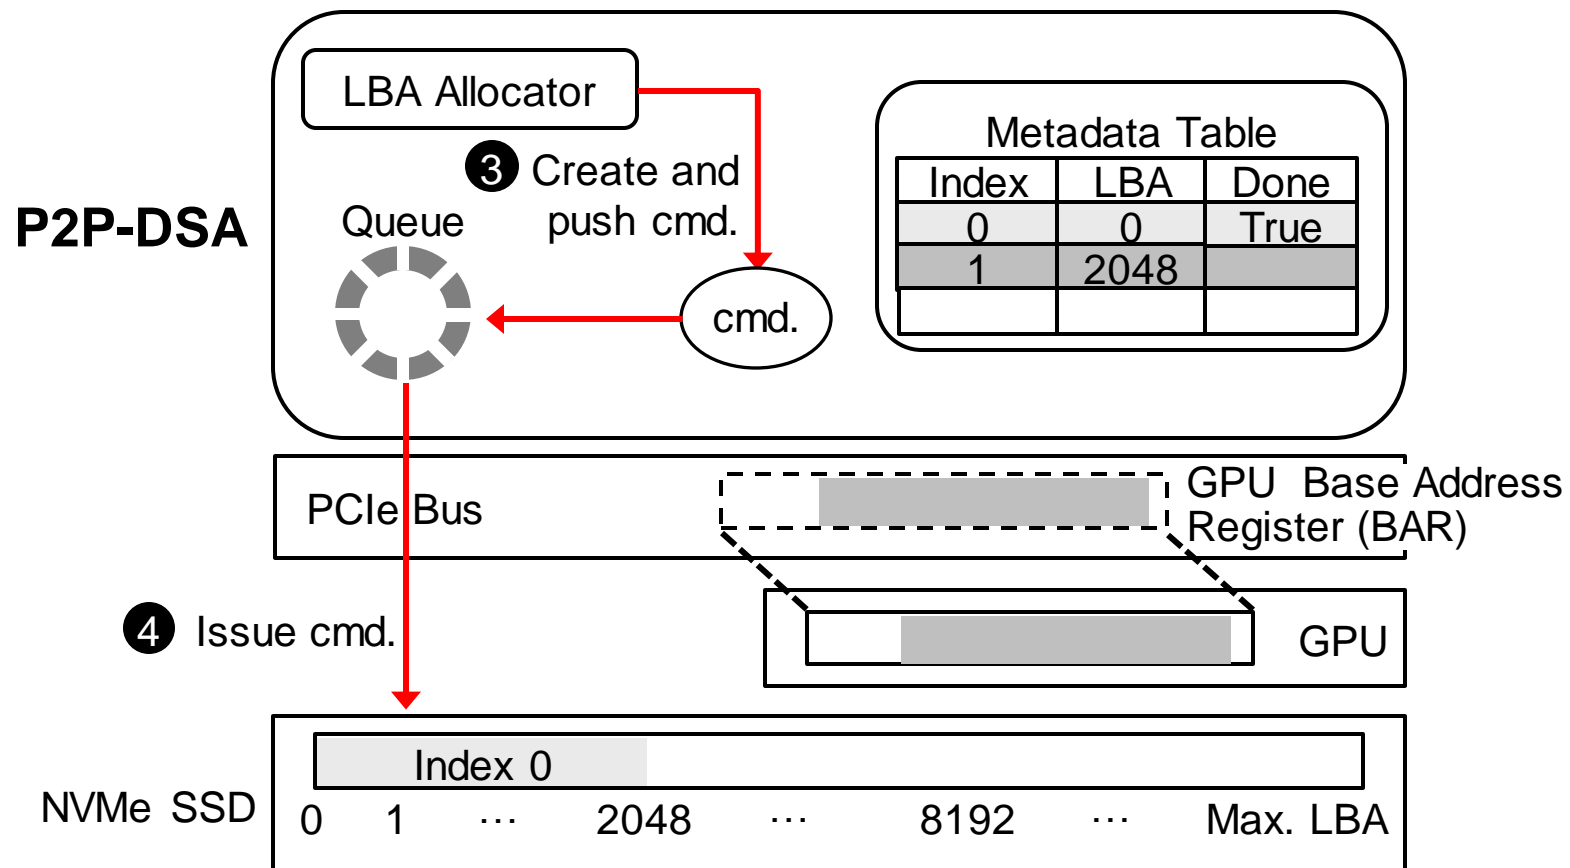 P2P-DSA
LBA Allocator
3 Create and
push cmd.
Queue
cmd.
Metadata Table
Index LBA Done
0 0 True
1 2048
PCIe Bus
GPU Base Address
Register (BAR)
4 Issue cmd.
GPU
NVMe SSD
Index 0
0 1 ... 2048 ... 8192 ... Max. LBA